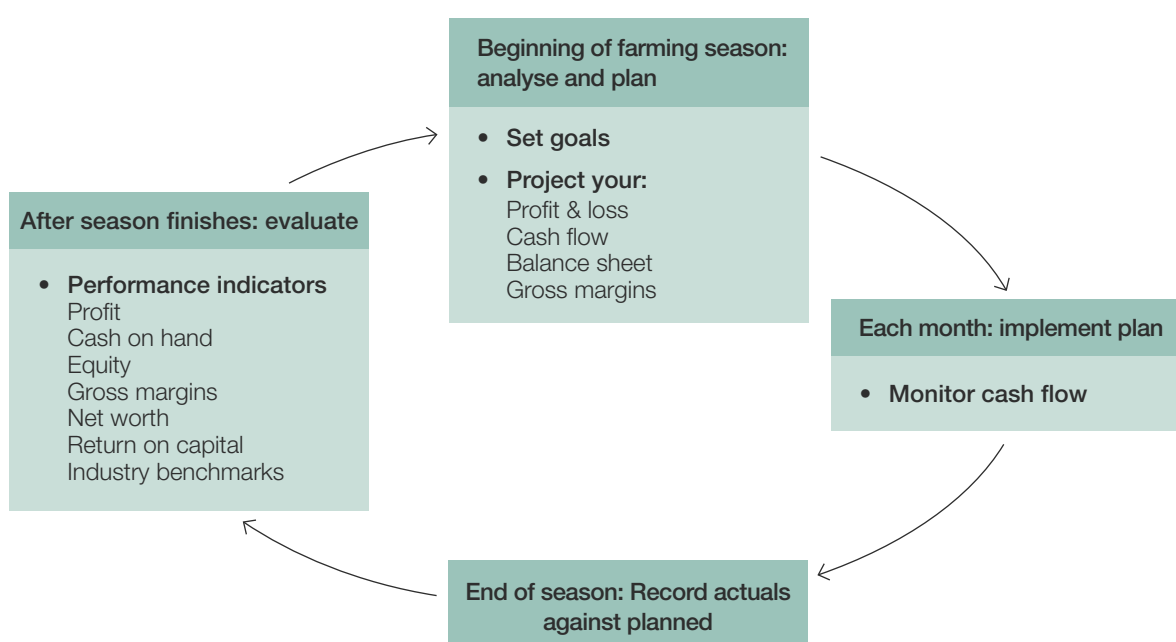 Beginning of farming season:
analyse and plan
• Set goals
• Project your:
Profit & loss
Cash flow
Balance sheet
Gross margins
Each month: implement plan
• Monitor cash flow
End of season: Record actuals
against planned
After season finishes: evaluate
• Performance indicators
Profit
Cash on hand
Equity
Gross margins
Net worth
Return on capital
Industry benchmarks